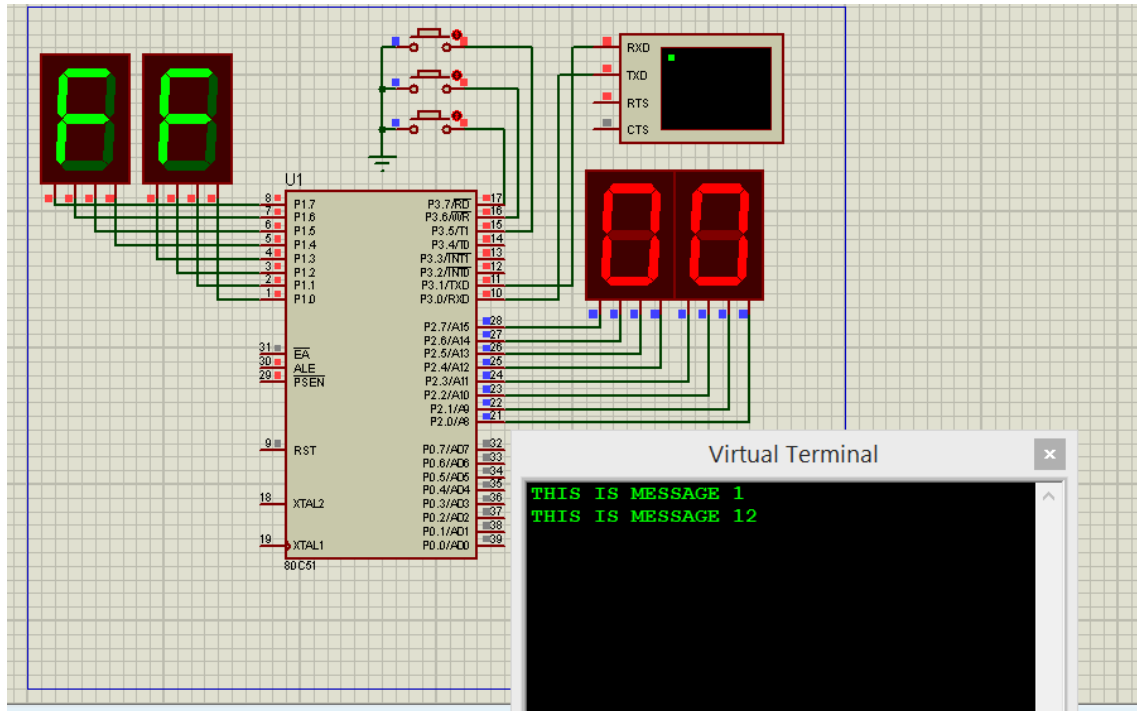 FF
RXD
TXD
RTS
CTS
00
U1
8 P1.7
7 P1.6
6 P1.5
5 P1.4
4 P1.3
3 P1.2
2 P1.1
1 P1.0
31 EA
30 ALE
29 PSEN
9 RST
18 XTAL2
19 XTAL1
P3.7/RD 17
P3.6/WR 16
P3.5/T1 15
P3.4/T0 14
P3.3/INT1 13
P3.2/INT0 12
P3.1/TXD 11
P3.0/RXD 10
P2.7/A15 28
P2.6/A14 27
P2.5/A13 26
P2.4/A12 25
P2.3/A11 24
P2.2/A10 23
P2.1/A9 22
P2.0/A8 21
P0.7/AD7 32
P0.6/AD6 33
P0.5/AD5 34
P0.4/AD4 35
P0.3/AD3 36
P0.2/AD2 37
P0.1/AD1 38
P0.0/AD0 39
80C51
Virtual Terminal
THIS IS MESSAGE 1
THIS IS MESSAGE 12